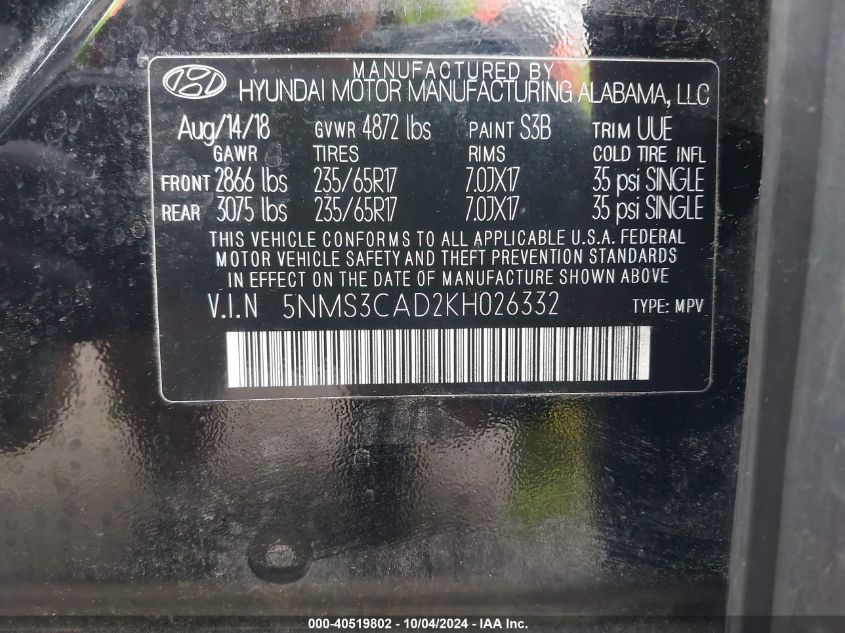 MANUFACTURED BY
HYUNDAI MOTOR MANUFACTURING ALABAMA, LLC
Aug/14/18 GVWR 4872 lbs PAINT S3B TRIM UUE
GAWR TIRES RIMS COLD TIRE INFL
FRONT 2866 lbs 235/65R17 7.0JX17 35 psi SINGLE
REAR 3075 lbs 235/65R17 7.0JX17 35 psi SINGLE
THIS VEHICLE CONFORMS TO ALL APPLICABLE U.S.A. FEDERAL
MOTOR VEHICLE SAFETY AND THEFT PREVENTION STANDARDS
IN EFFECT ON THE DATE OF MANUFACTURE SHOWN ABOVE
V.I.N 5NMS3CAD2KH026332 TYPE: MPV
000-40519802 - 10/04/2024 - IAA Inc.